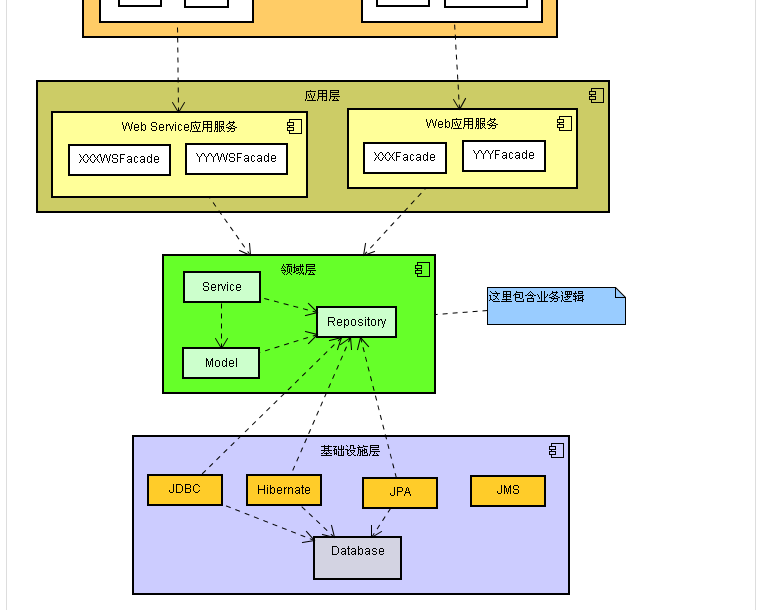 应用层
Web Service应用服务
Web应用服务
XXXWSFacade
YYYWSFacade
XXXFacade
YYYFacade
领域层
Service
Repository
Model
这里包含业务逻辑
基础设施层
JDBC
Hibernate
JPA
JMS
Database